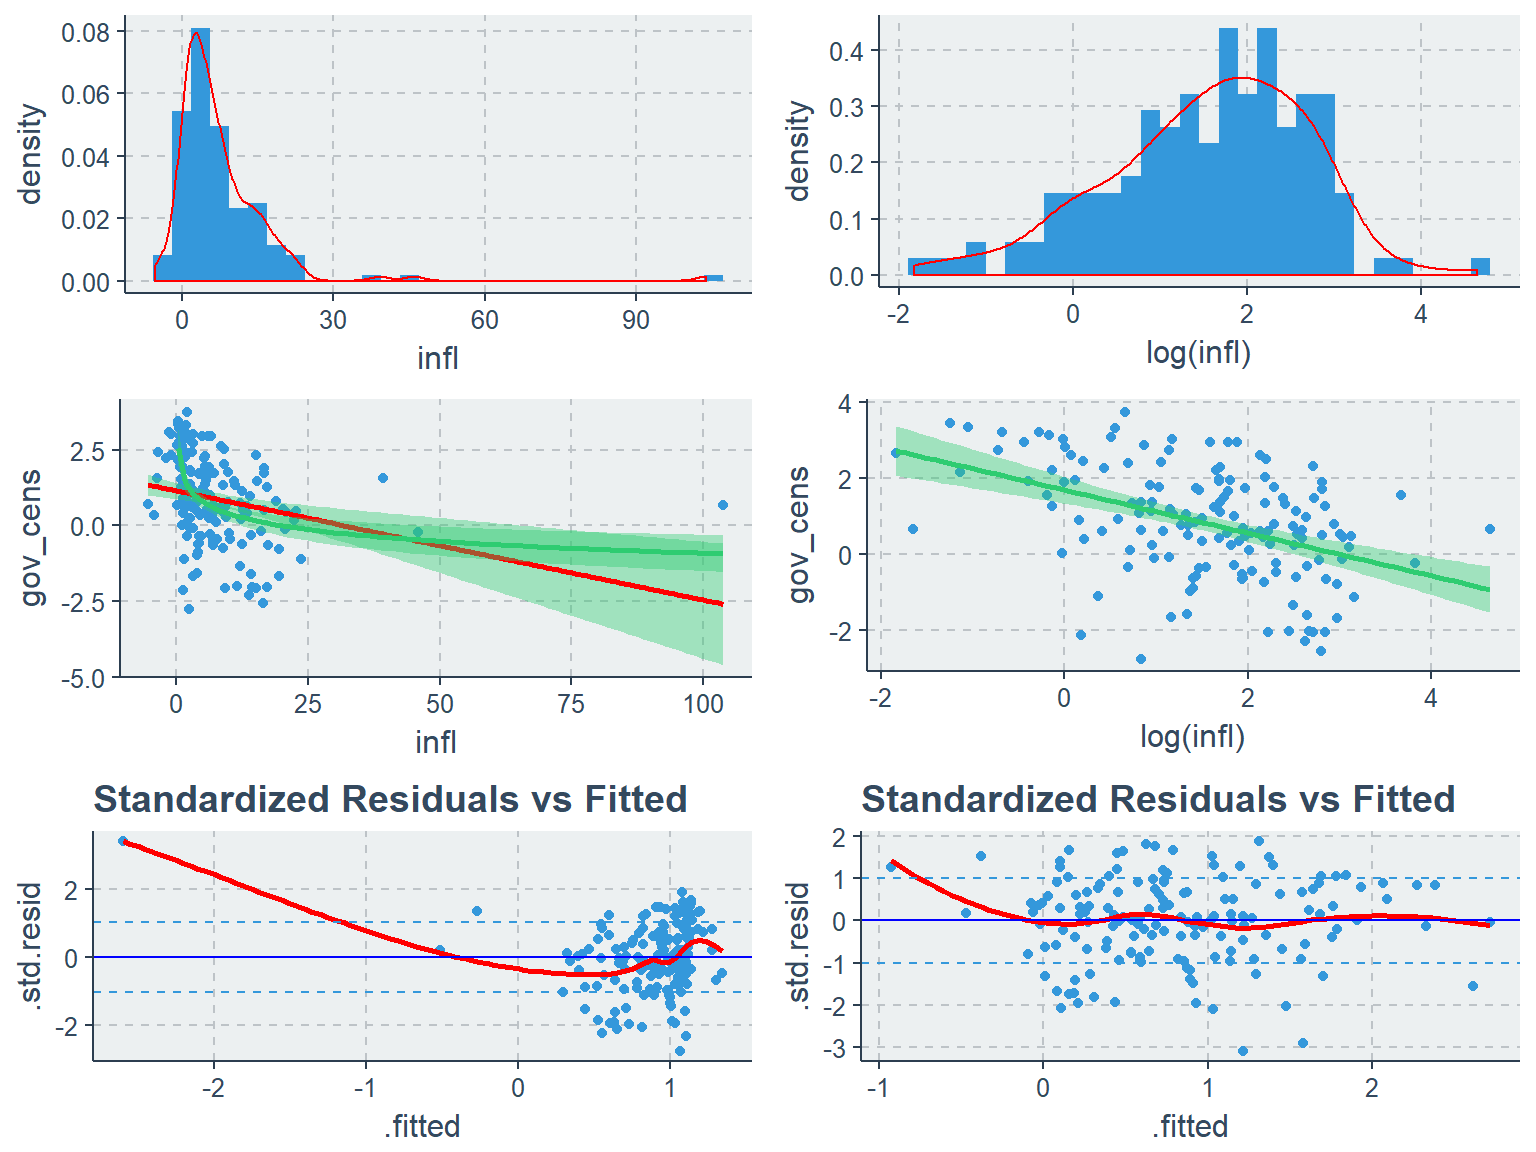 0.08
0.06
0.04
0.02
0.00
density
0 30 60 90
infl
0.4
0.3
0.2
0.1
0.0
density
-2 0 2 4
log(infl)
2.5
0.0
-2.5
-5.0
gov_cens
0 25 50 75 100
infl
4
2
0
-2
gov_cens
-2 0 2 4
log(infl)
Standardized Residuals vs Fitted
2
0
-2
.std.resid
-2 -1 0 1
.fitted
Standardized Residuals vs Fitted
2
1
0
-1
-2
-3
.std.resid
-1 0 1 2
.fitted